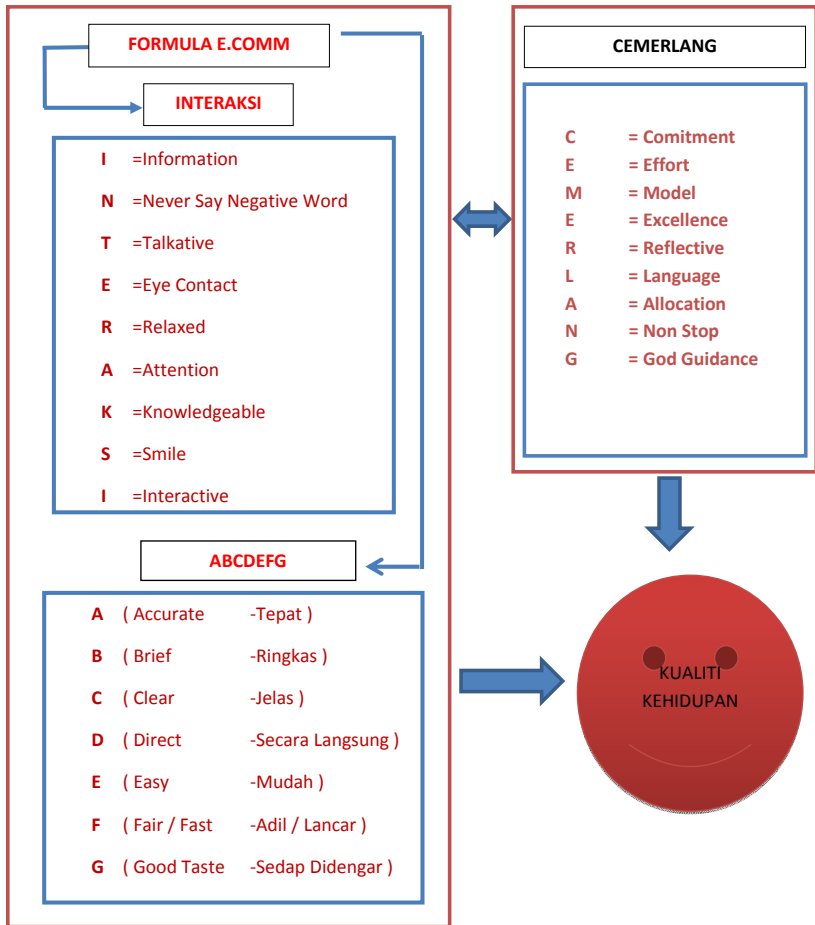 FORMULA E.COMM
INTERAKSI
I =Information
N =Never Say Negative Word
T =Talkative
E =Eye Contact
R =Relaxed
A =Attention
K =Knowledgeable
S =Smile
I =Interactive
ABCDEFG
A ( Accurate -Tepat )
B ( Brief -Ringkas )
C ( Clear -Jelas )
D ( Direct -Secara Langsung )
E ( Easy -Mudah )
F ( Fair / Fast -Adil / Lancar )
G ( Good Taste -Sedap Didengar )
CEMERLANG
C = Comitment
E = Effort
M = Model
E = Excellence
R = Reflective
L = Language
A = Allocation
N = Non Stop
G = God Guidance
KUALITI
KEHIDUPAN